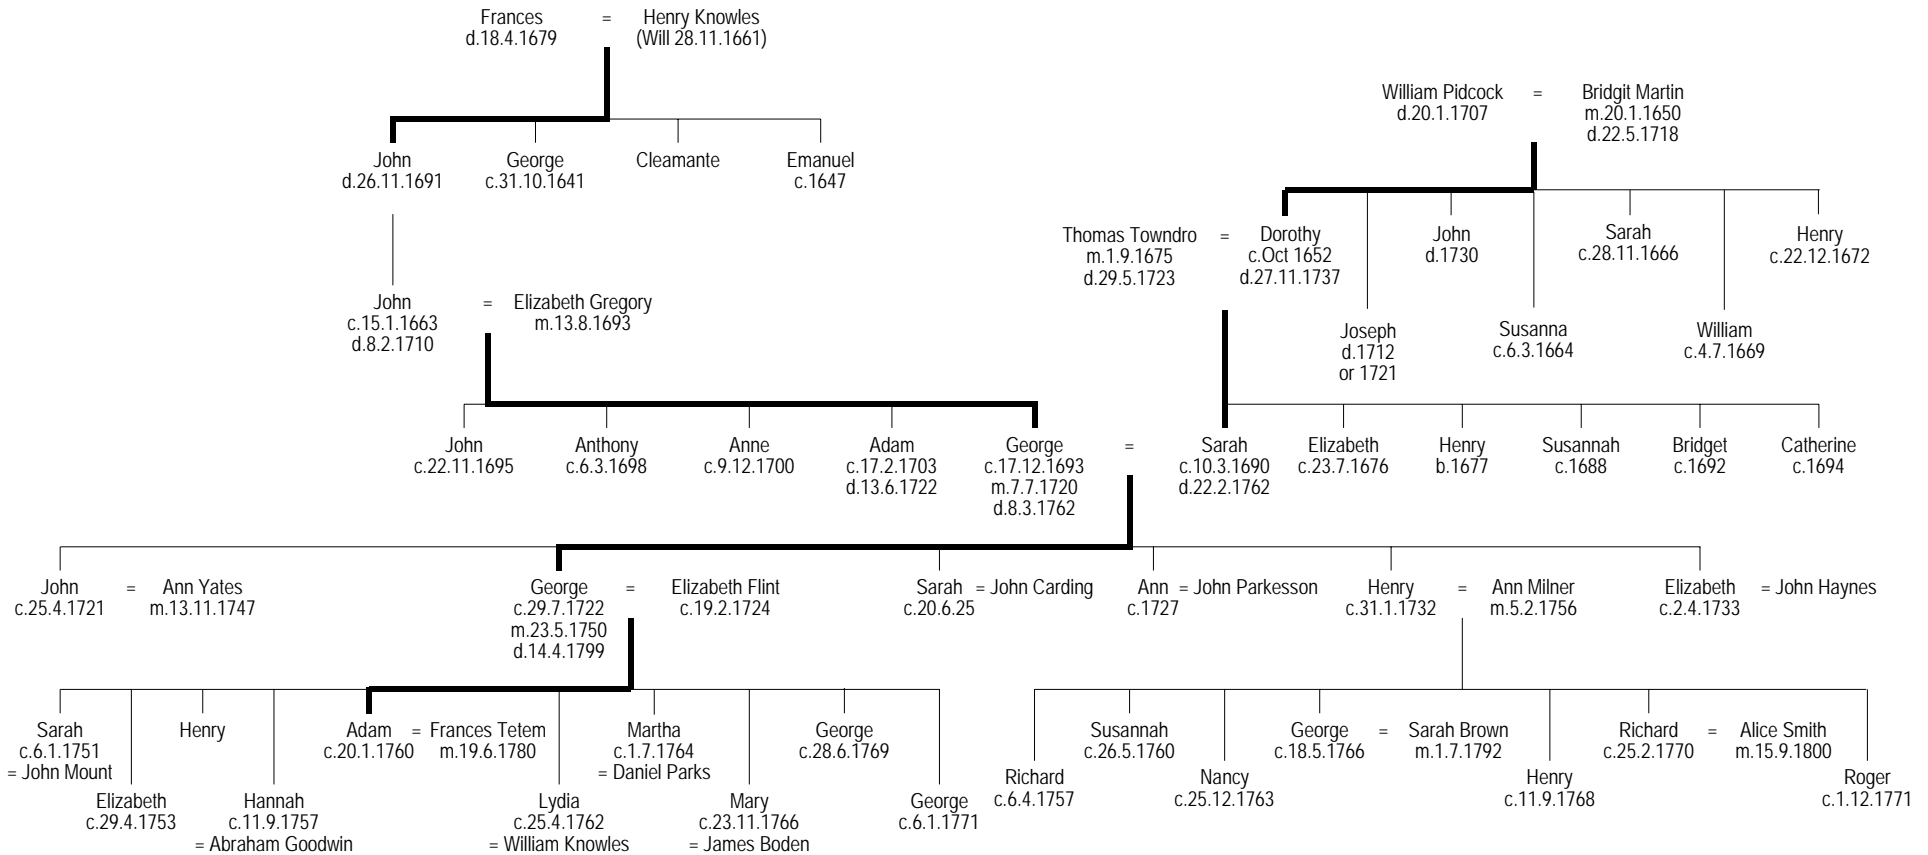 Frances = Henry Knowles
d.18.4.1679 (Will 28.11.1661)
William Pidcock = Bridgit Martin
d.20.1.1707 m.20.1.1650
d.22.5.1718
John George Cleamante Emanuel
d.26.11.1691 c.31.10.1641 c.1647
Thomas Towndro = Dorothy John Sarah Henry
m.1.9.1675 c.Oct 1652 d.1730 c.28.11.1666 c.22.12.1672
d.29.5.1723 d.27.11.1737
John = Elizabeth Gregory
c.15.1.1663 m.13.8.1693
d.8.2.1710
Joseph Susanna William
d.1712 c.6.3.1664 c.4.7.1669
or 1721
John Anthony Anne Adam George = Sarah Elizabeth Henry Susannah Bridget Catherine
c.22.11.1695 c.6.3.1698 c.9.12.1700 c.17.2.1703 c.17.12.1693 c.10.3.1690 c.23.7.1676 b.1677 c.1688 c.1692 c.1694
d.13.6.1722 m.7.7.1720 d.22.2.1762
d.8.3.1762
John = Ann Yates George = Elizabeth Flint Sarah = John Carding Ann = John Parkesson Henry = Ann Milner Elizabeth = John Haynes
c.25.4.1721 m.13.11.1747 c.29.7.1722 c.19.2.1724 c.20.6.25 c.1727 c.31.1.1732 m.5.2.1756 c.2.4.1733
m.23.5.1750
d.14.4.1799
Sarah Henry Adam = Frances Tetem Martha George Susannah George = Sarah Brown Richard = Alice Smith
c.6.1.1751 c.20.1.1760 m.19.6.1780 c.1.7.1764 c.28.6.1769 c.26.5.1760 c.18.5.1766 m.1.7.1792 c.25.2.1770 m.15.9.1800
= John Mount = Daniel Parks
Richard Nancy Henry Roger
c.6.4.1757 c.25.12.1763 c.11.9.1768 c.1.12.1771
Elizabeth Hannah Lydia Mary George
c.29.4.1753 c.11.9.1757 c.25.4.1762 c.23.11.1766 c.6.1.1771
= Abraham Goodwin = William Knowles = James Boden